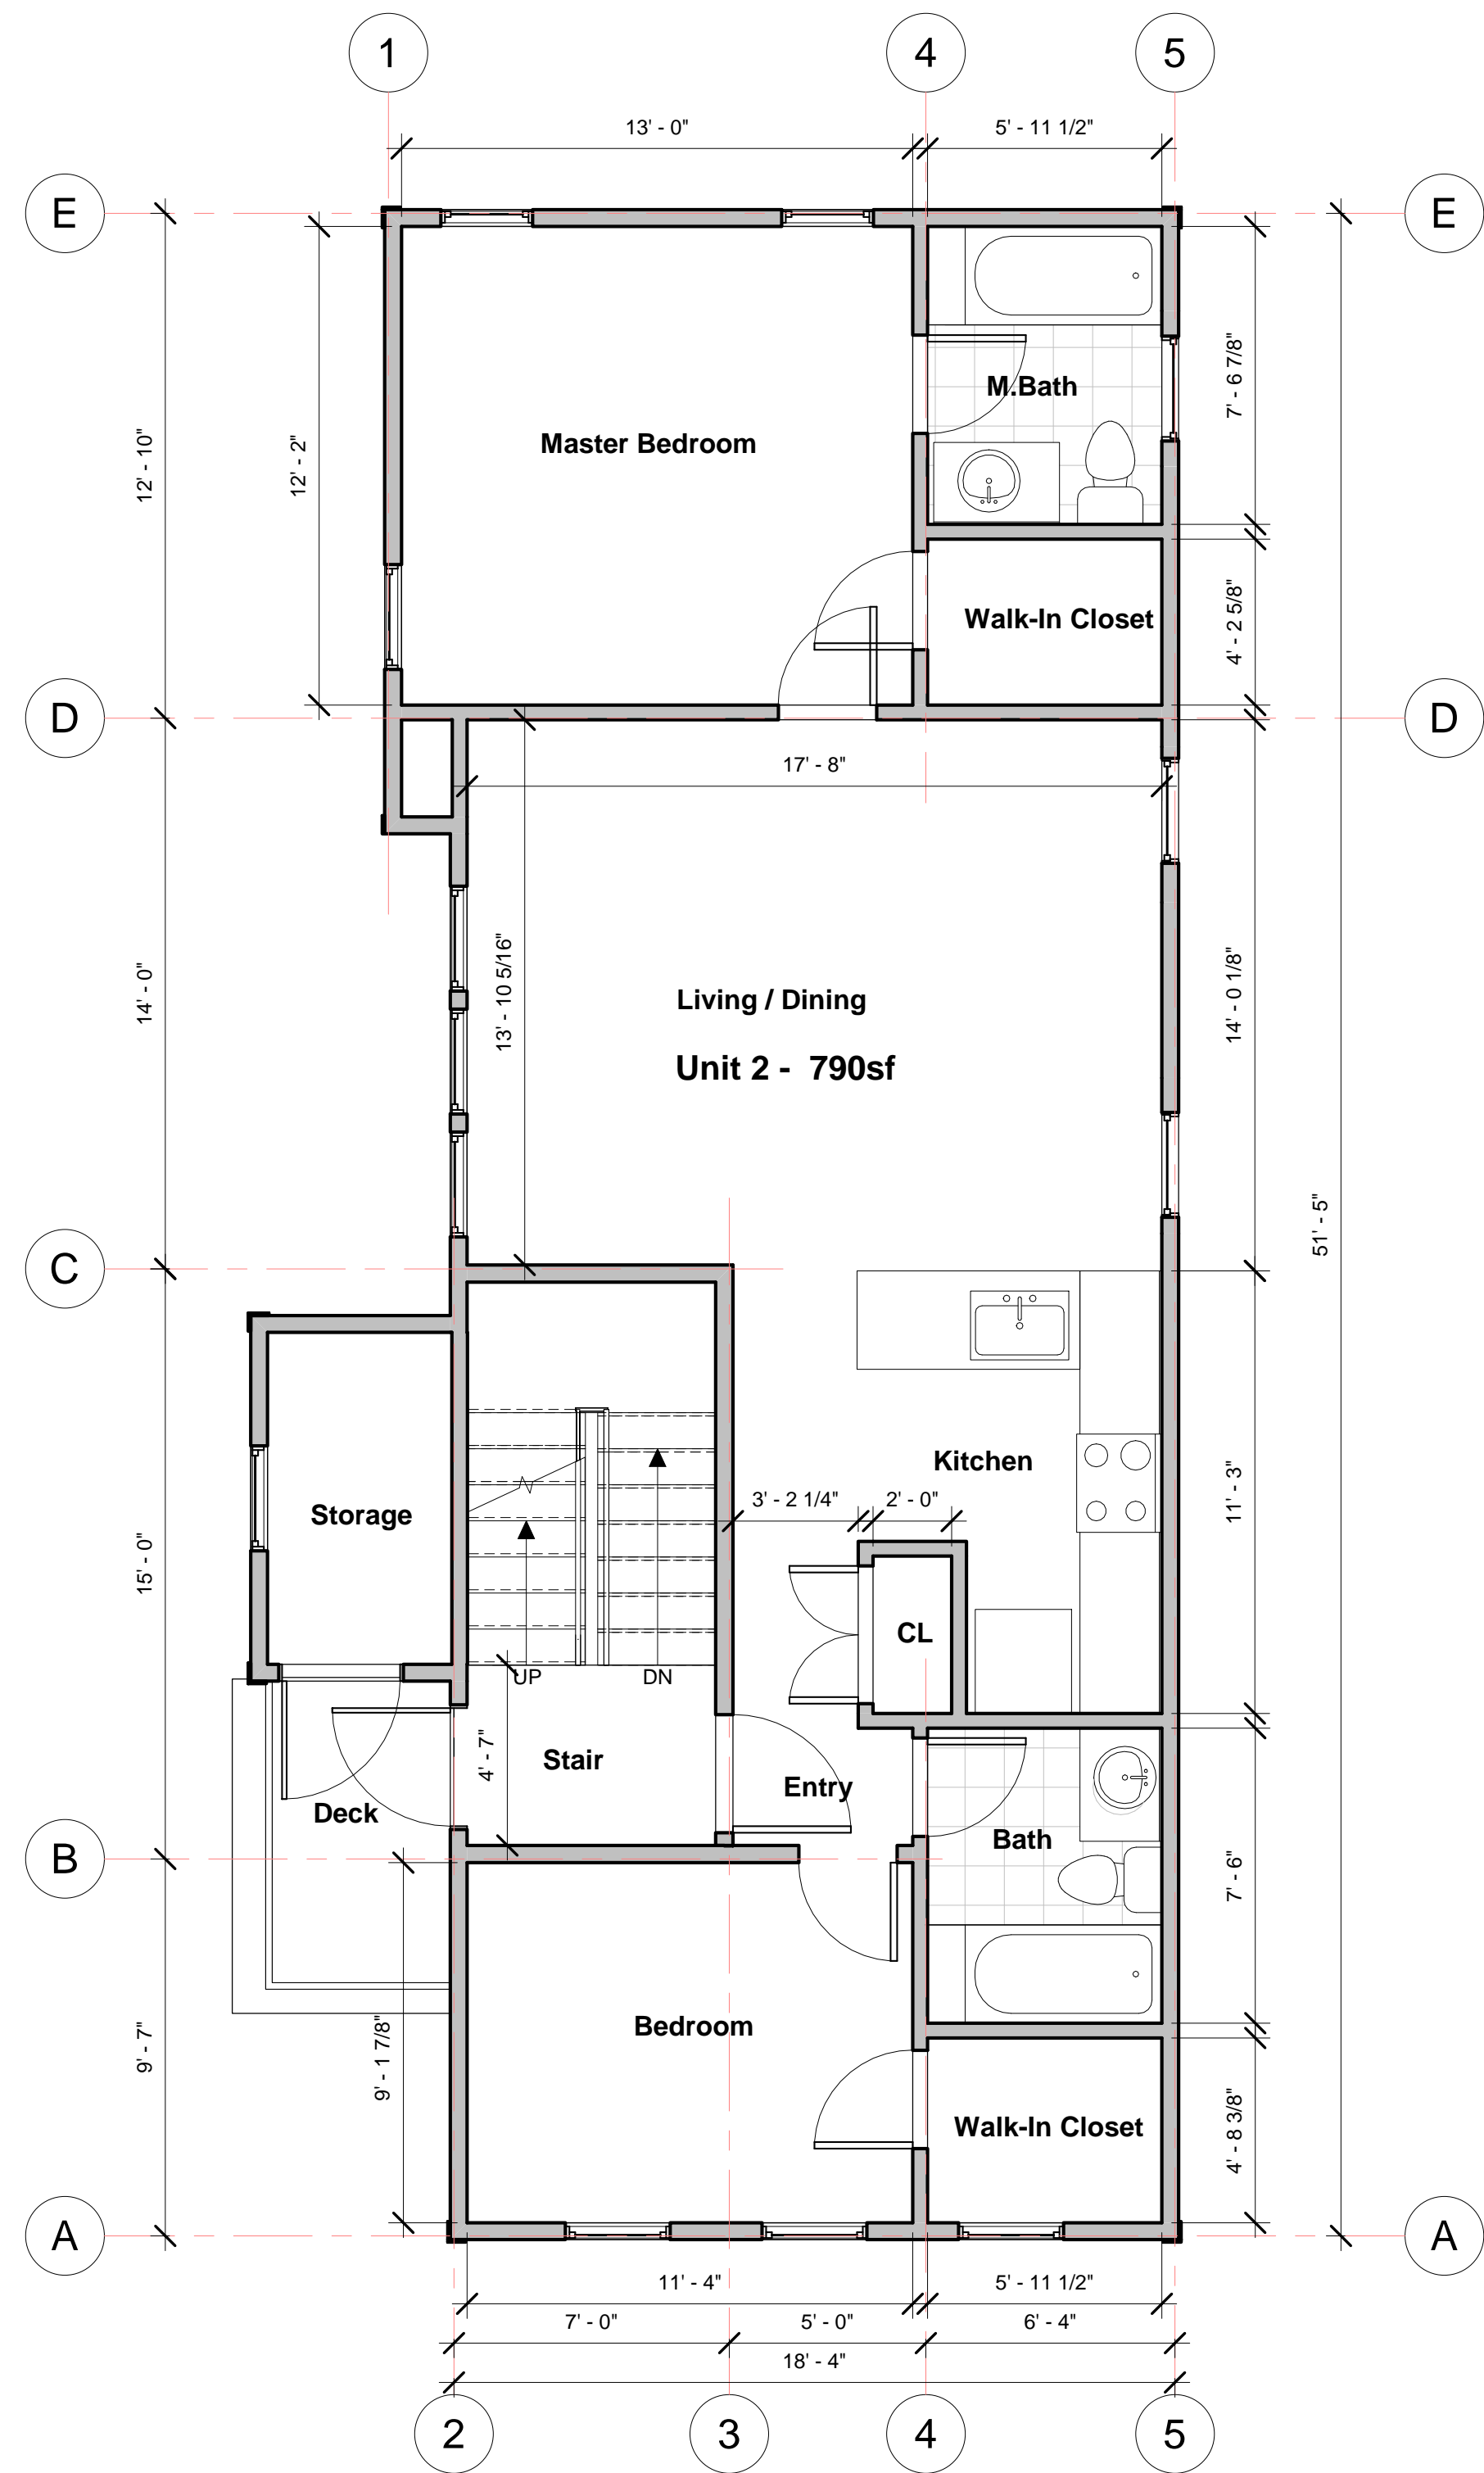 1
4
5
13' - 0"
5' - 11 1/2"
E
E
12' - 10"
12' - 2"
7' - 6 7/8"
M.Bath
Master Bedroom
4' - 2 5/8"
Walk-In Closet
D
D
17' - 8"
14' - 0"
13' - 10 5/16"
14' - 0 1/8"
Living / Dining
Unit 2 -  790sf
51' - 5"
C
Kitchen
3' - 2 1/4"
2' - 0"
11' - 3"
Storage
15' - 0"
CL
UP
DN
4' - 7"
Stair
Entry
Deck
Bath
B
7' - 6"
9' - 7"
9' - 1 7/8"
Bedroom
Walk-In Closet
4' - 8 3/8"
A
A
11' - 4"
5' - 11 1/2"
7' - 0"
5' - 0"
6' - 4"
18' - 4"
2
3
4
5